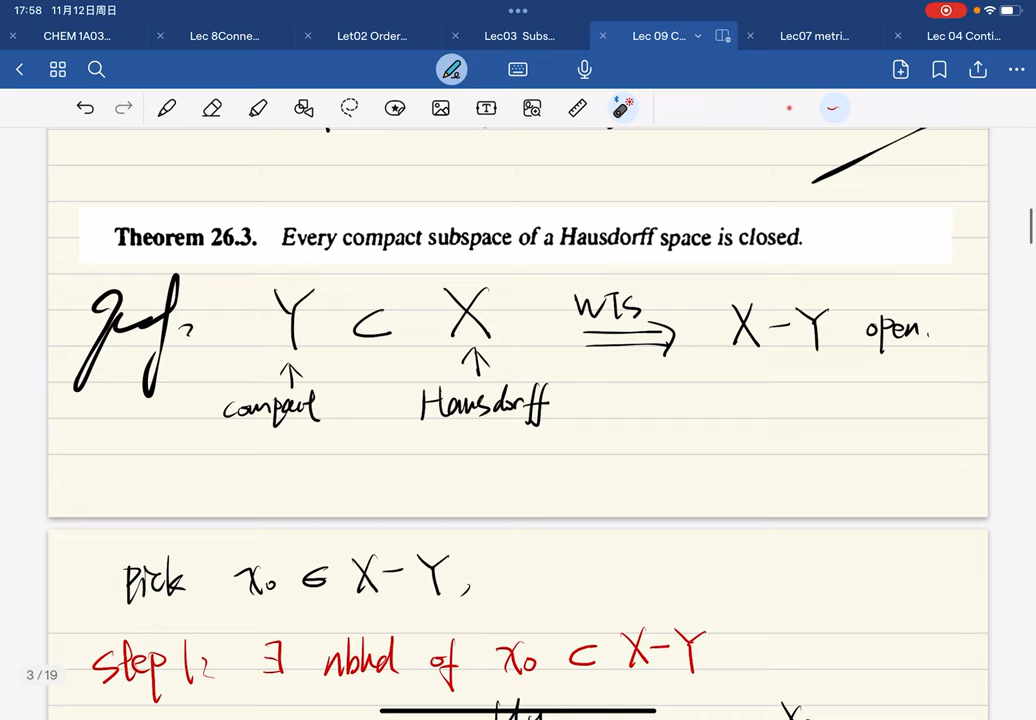 17:58 11月12日周日
CHEM 1A03... Lec 8Conne... Let02 Order... Lec03 Subs... Lec 09 C... Lec07 metri... Lec 04 Conti...
Theorem 26.3. Every compact subspace of a Hausdorff space is closed.
Proof: Y ⊂ X WTS ⟹ X-Y open.
↑ ↑
compact Hausdorff
pick x₀ ∈ X-Y,
step 1: ∃ nbhd of x₀ ⊂ X-Y
3 / 19